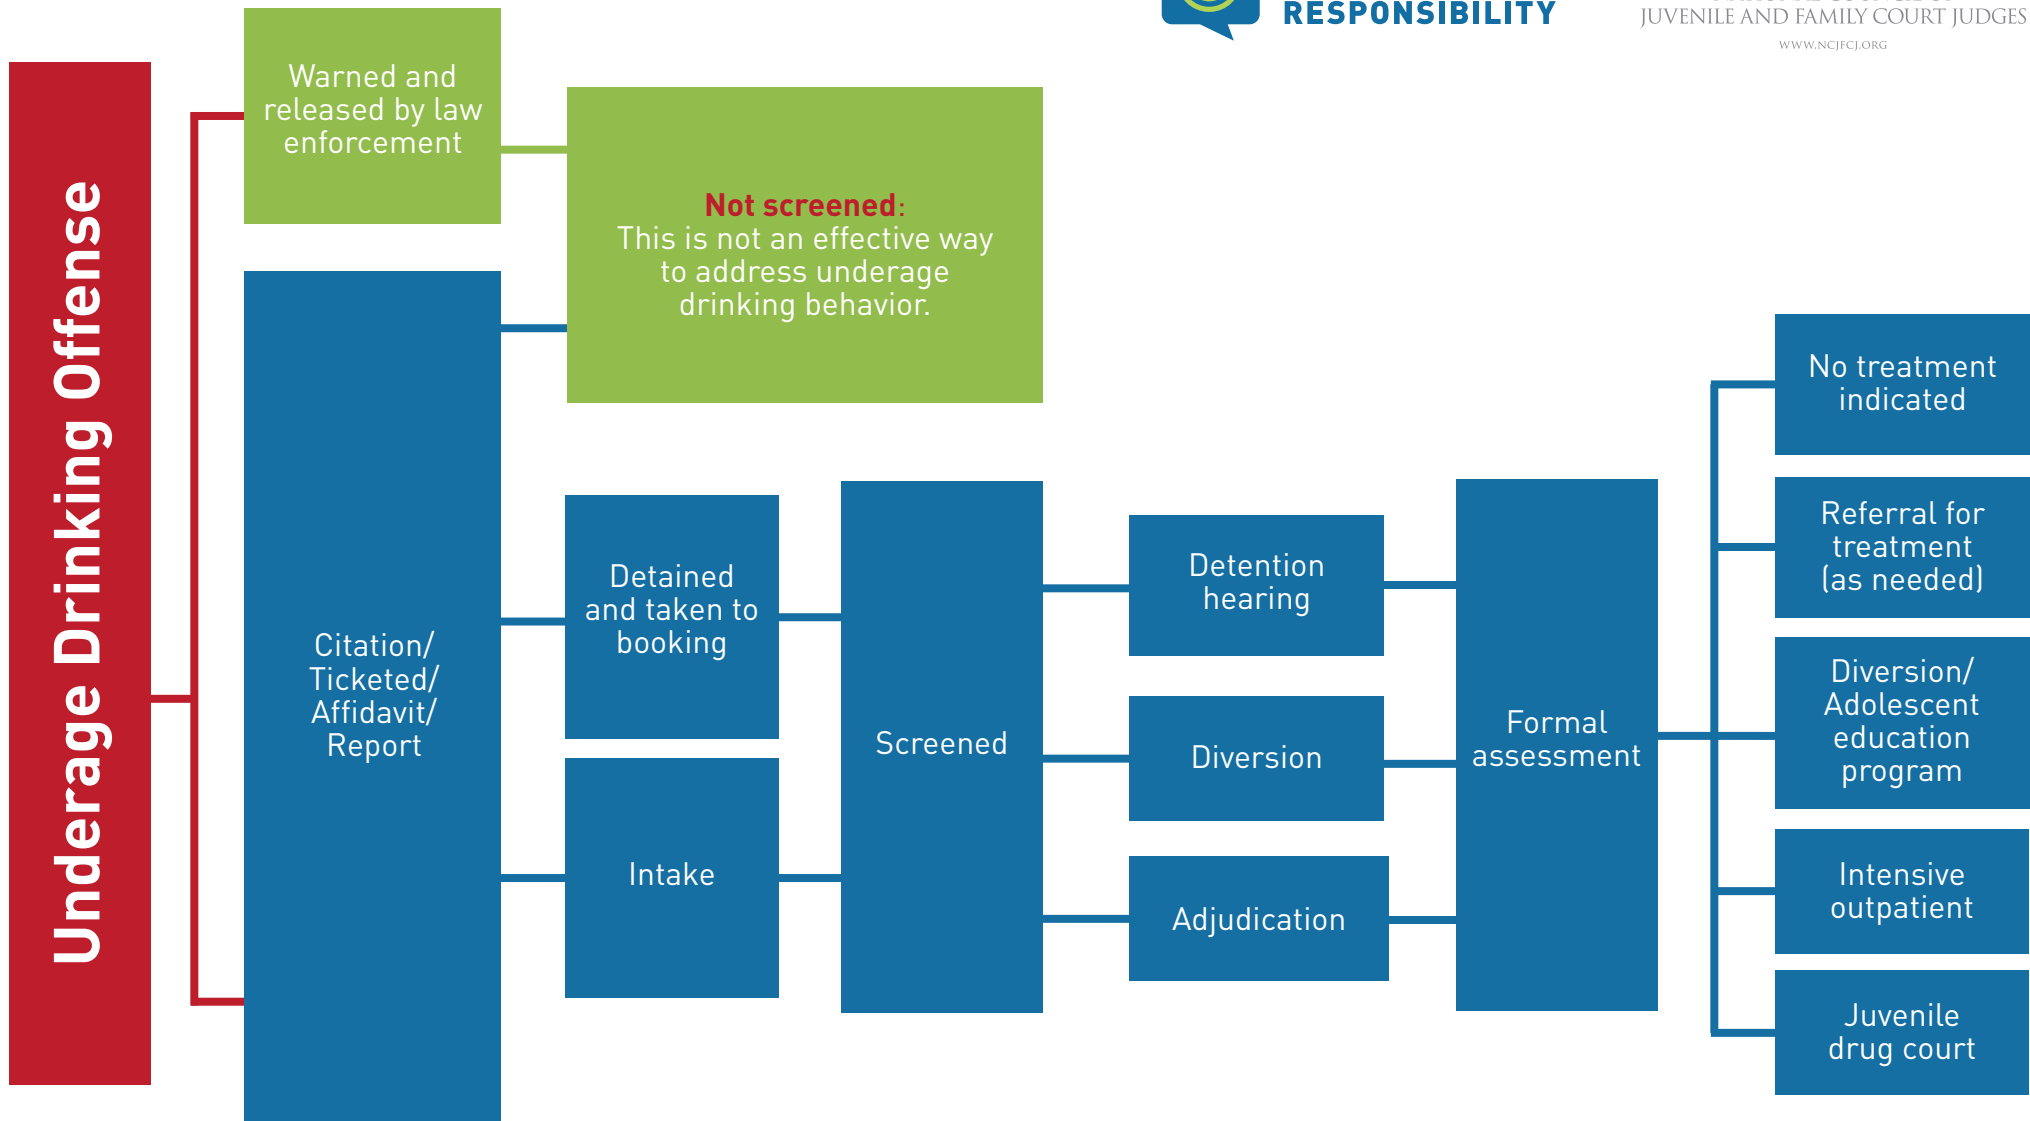 RESPONSIBILITY
JUVENILE AND FAMILY COURT JUDGES
WWW.NCJFCJ.ORG
Underage Drinking Offense
Warned and
released by law
enforcement
Not screened:
This is not an effective way
to address underage
drinking behavior.
Citation/
Ticketed/
Affidavit/
Report
Detained
and taken to
booking
Intake
Screened
Detention
hearing
Diversion
Adjudication
Formal
assessment
No treatment
indicated
Referral for
treatment
(as needed)
Diversion/
Adolescent
education
program
Intensive
outpatient
Juvenile
drug court